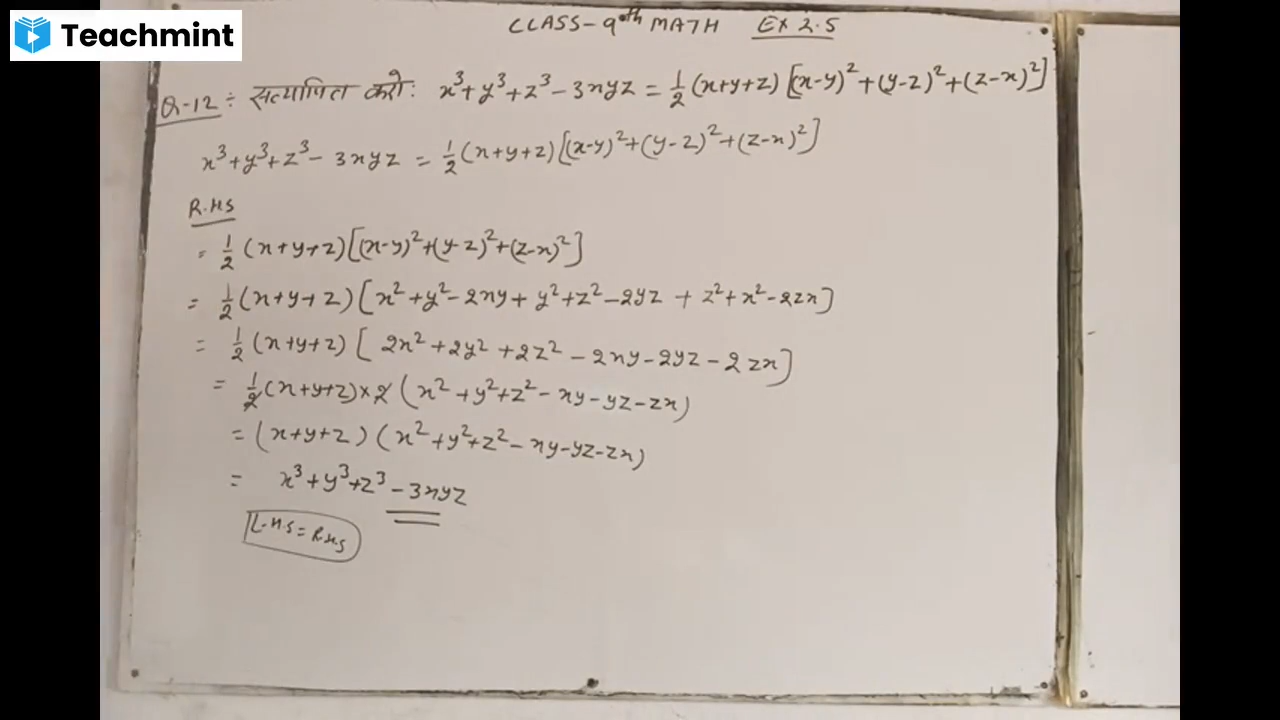 Teachmint
CLASS-9th MATH EX 2.5
Q-12 ÷ सत्यापित करो: x³+y³+z³-3xyz = 1/2 (x+y+z) [(x-y)²+(y-z)²+(z-x)²]
x³+y³+z³-3xyz = 1/2 (x+y+z) [(x-y)²+(y-z)²+(z-x)²]
R.H.S
= 1/2 (x+y+z) [(x-y)²+(y-z)²+(z-x)²]
= 1/2 (x+y+z) [x²+y²-2xy+y²+z²-2yz+z²+x²-2zx]
= 1/2 (x+y+z) [2x²+2y²+2z²-2xy-2yz-2zx]
= 1/2 (x+y+z)×2 (x²+y²+z²-xy-yz-zx)
= (x+y+z) (x²+y²+z²-xy-yz-zx)
= x³+y³+z³-3xyz
L.H.S = R.H.S